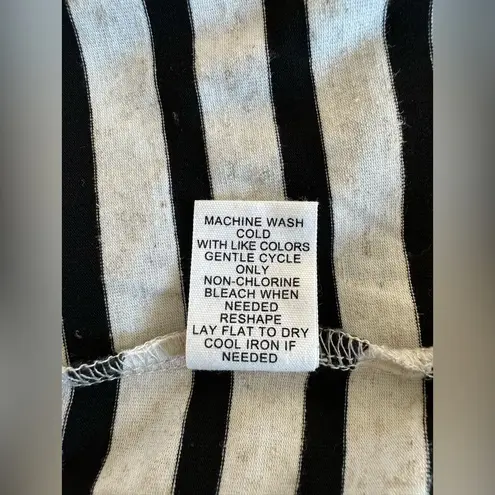 MACHINE WASH
COLD
WITH LIKE COLORS
GENTLE CYCLE
ONLY
NON-CHLORINE
BLEACH WHEN
NEEDED
RESHAPE
LAY FLAT TO DRY
COOL IRON IF
NEEDED